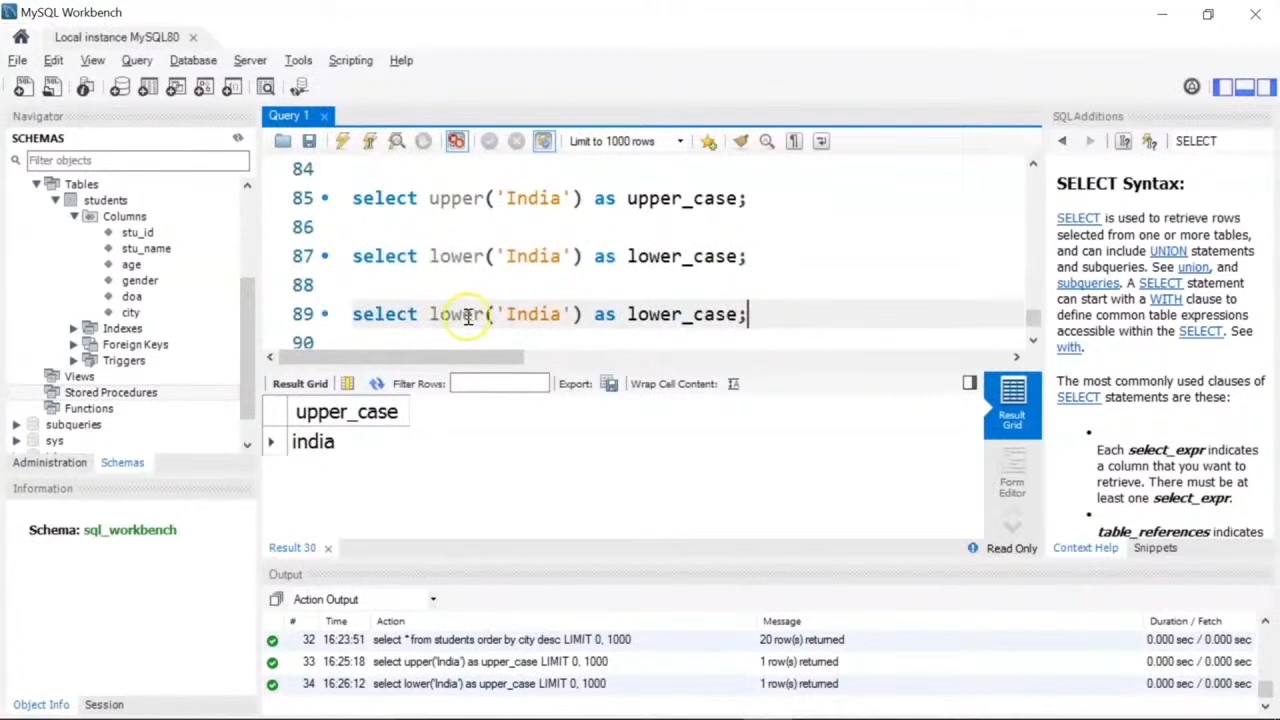 MySQL Workbench
Local instance MySQL80
File Edit View Query Database Server Tools Scripting Help
Navigator
SCHEMAS
Filter objects
Tables
students
Columns
stu_id
stu_name
age
gender
doa
city
Indexes
Foreign Keys
Triggers
Views
Stored Procedures
Functions
subqueries
sys
Administration Schemas
Information
Schema: sql_workbench
Object Info Session
Query 1
Limit to 1000 rows
84
85 select upper('India') as upper_case;
86
87 select lower('India') as lower_case;
88
89 select lower('India') as lower_case;
90
Result Grid Filter Rows: Export: Wrap Cell Content:
upper_case
india
Result Grid
Form Editor
Result 30
Read Only
SQLAdditions
SELECT
SELECT Syntax:
SELECT is used to retrieve rows
selected from one or more tables,
and can include UNION statements
and subqueries. See union, and
subqueries. A SELECT statement
can start with a WITH clause to
define common table expressions
accessible within the SELECT. See
with.
The most commonly used clauses of
SELECT statements are these:
Each select_expr indicates
a column that you want to
retrieve. There must be at
least one select_expr.
table_references indicates
Context Help Snippets
Output
Action Output
# Time Action Message Duration / Fetch
32 16:23:51 select * from students order by city desc LIMIT 0, 1000 20 row(s) returned 0.000 sec / 0.000 sec
33 16:25:18 select upper('India') as upper_case LIMIT 0, 1000 1 row(s) returned 0.000 sec / 0.000 sec
34 16:26:12 select lower('India') as upper_case LIMIT 0, 1000 1 row(s) returned 0.000 sec / 0.000 sec